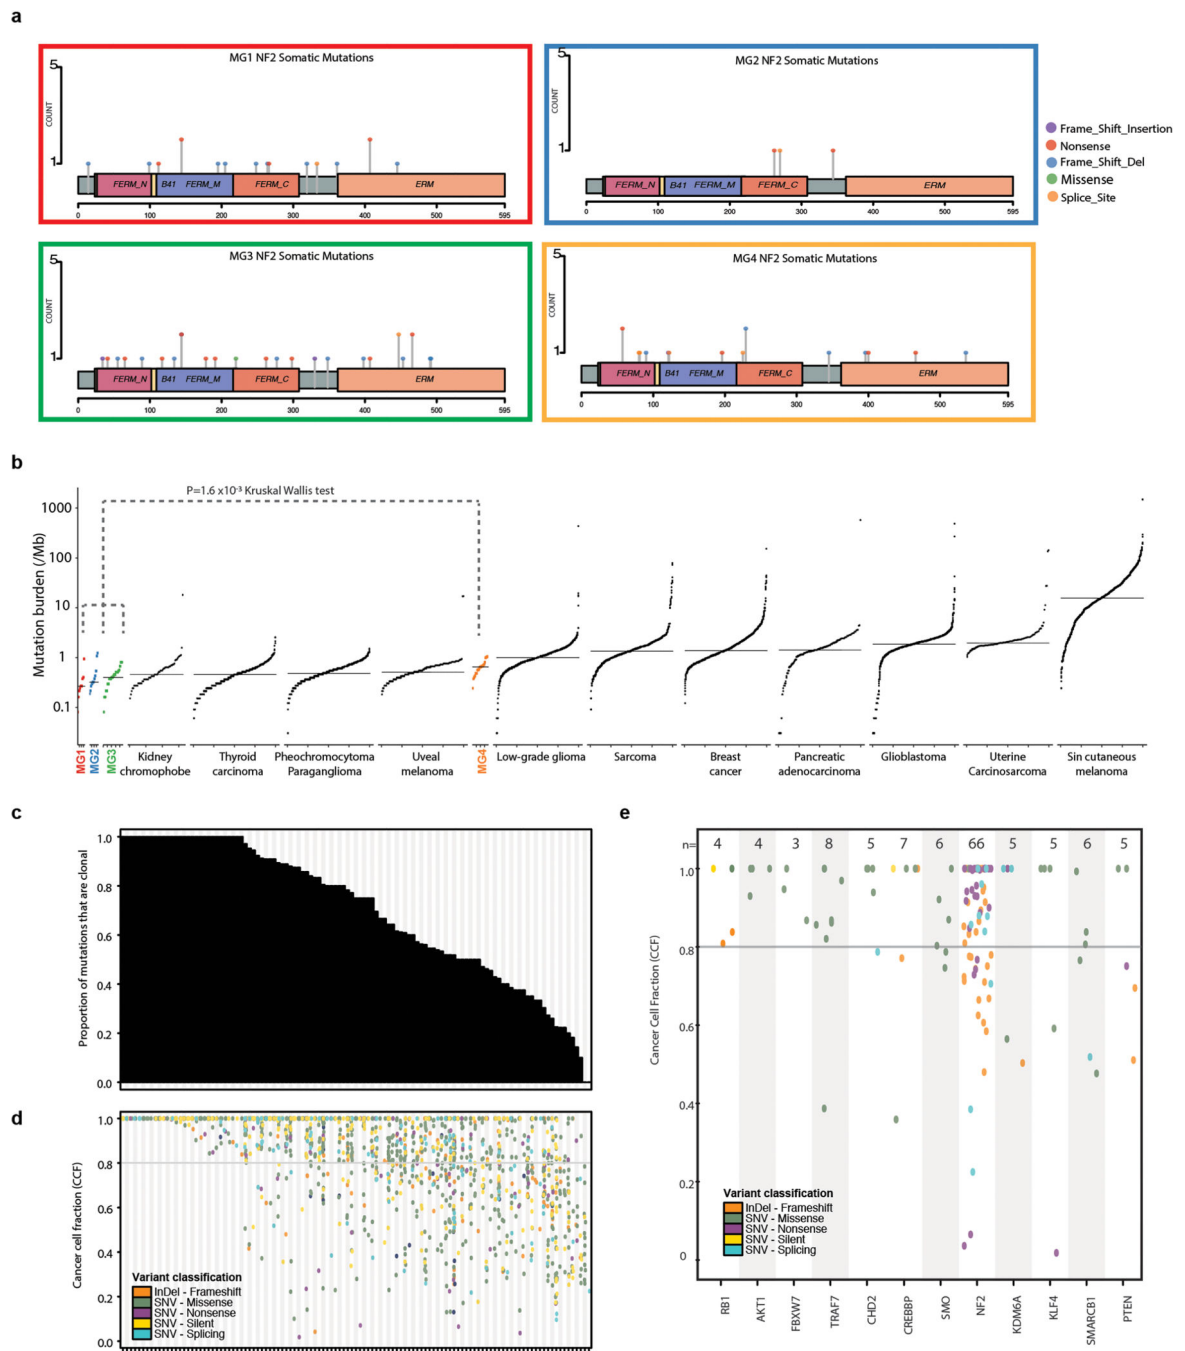 a
MG1 NF2 Somatic Mutations
5
COUNT
1
FERM_N
B41
FERM_M
FERM_C
ERM
0 100 200 300 400 500 595
MG2 NF2 Somatic Mutations
5
COUNT
1
FERM_N
B41
FERM_M
FERM_C
ERM
0 100 200 300 400 500 595
Frame_Shift_Insertion
Nonsense
Frame_Shift_Del
Missense
Splice_Site
MG3 NF2 Somatic Mutations
5
COUNT
1
FERM_N
B41
FERM_M
FERM_C
ERM
0 100 200 300 400 500 595
MG4 NF2 Somatic Mutations
5
COUNT
1
FERM_N
B41
FERM_M
FERM_C
ERM
0 100 200 300 400 500 595
b
P=1.6 x10⁻³ Kruskal Wallis test
Mutation burden (/Mb)
1000
100
10
1
0.1
MG1
MG2
MG3
Kidney
chromophobe
Thyroid
carcinoma
Pheochromocytoma
Paraganglioma
Uveal
melanoma
MG4
Low-grade glioma
Sarcoma
Breast
cancer
Pancreatic
adenocarcinoma
Glioblastoma
Uterine
Carcinosarcoma
Sin cutaneous
melanoma
c
Proportion of mutations that are clonal
1.0
0.8
0.6
0.4
0.2
0.0
d
Cancer cell fraction (CCF)
1.0
0.8
0.6
0.4
0.2
0.0
Variant classification
InDel - Frameshift
SNV - Missense
SNV - Nonsense
SNV - Silent
SNV - Splicing
e
n= 4 4 3 8 5 7 6 66 5 5 6 5
Cancer Cell Fraction (CCF)
1.0
0.8
0.6
0.4
0.2
0
Variant classification
InDel - Frameshift
SNV - Missense
SNV - Nonsense
SNV - Silent
SNV - Splicing
RB1
AKT1
FBXW7
TRAF7
CHD2
CREBBP
SMO
NF2
KDM6A
KLF4
SMARCB1
PTEN